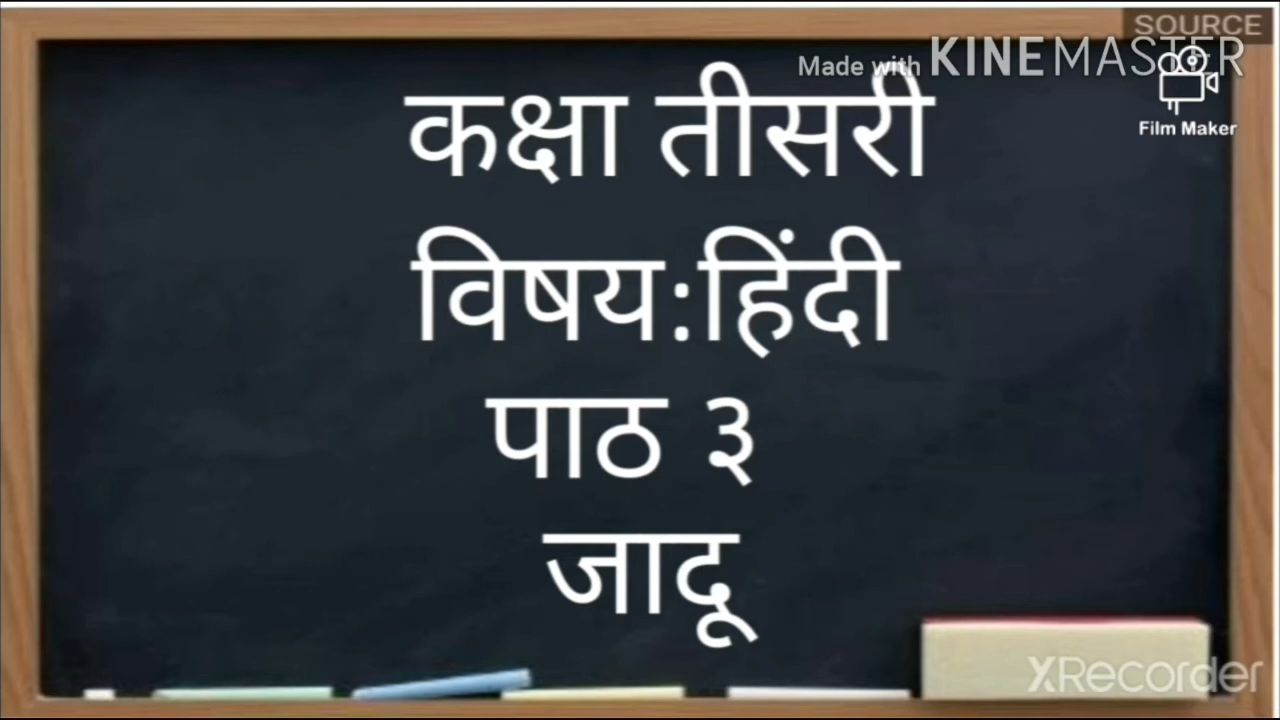 SOURCE
Made with KINEMASTER
Film Maker
कक्षा तीसरी
विषय:हिंदी
पाठ ३
जादू
XRecorder